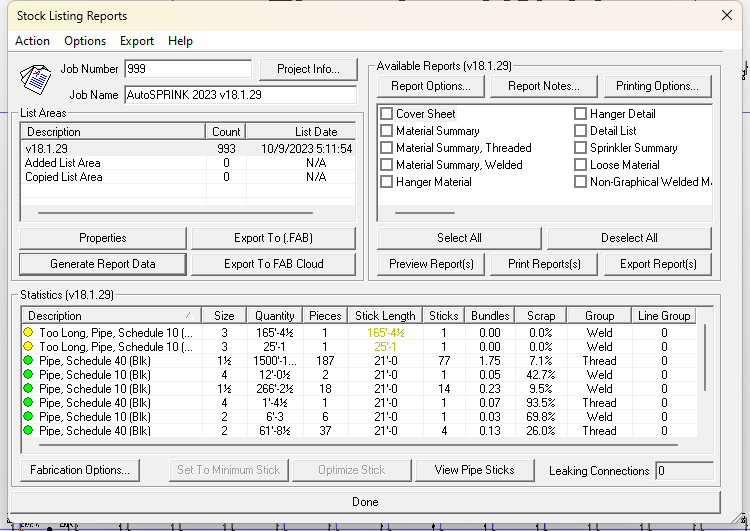 Stock Listing Reports
Action Options Export Help
Job Number 999 Project Info...
Job Name AutoSPRINK 2023 v18.1.29
List Areas
Description Count List Date
v18.1.29 993 10/9/2023 5:11:54
Added List Area 0 N/A
Copied List Area 0 N/A
Properties Export To (.FAB)
Generate Report Data Export To FAB Cloud
Available Reports (v18.1.29)
Report Options... Report Notes... Printing Options...
Cover Sheet Hanger Detail
Material Summary Detail List
Material Summary, Threaded Sprinkler Summary
Material Summary, Welded Loose Material
Hanger Material Non-Graphical Welded M
Select All Deselect All
Preview Report(s) Print Reports(s) Export Report(s)
Statistics (v18.1.29)
Description Size Quantity Pieces Stick Length Sticks Bundles Scrap Group Line Group
Too Long, Pipe, Schedule 10 (... 3 165'-4½ 1 165'-4½ 1 0.00 0.0% Weld 0
Too Long, Pipe, Schedule 10 (... 3 25'-1 1 25'-1 1 0.00 0.0% Weld 0
Pipe, Schedule 40 (Blk) 1½ 1500'-1... 187 21'-0 77 1.75 7.1% Thread 0
Pipe, Schedule 10 (Blk) 4 12'-0½ 2 21'-0 1 0.05 42.7% Weld 0
Pipe, Schedule 10 (Blk) 1½ 266'-2½ 18 21'-0 14 0.23 9.5% Weld 0
Pipe, Schedule 40 (Blk) 4 1'-4½ 1 21'-0 1 0.07 93.5% Thread 0
Pipe, Schedule 10 (Blk) 2 6'-3 6 21'-0 1 0.03 69.8% Weld 0
Pipe, Schedule 40 (Blk) 2 61'-8½ 37 21'-0 4 0.13 26.0% Thread 0
Fabrication Options... Set To Minimum Stick Optimize Stick View Pipe Sticks Leaking Connections 0
Done